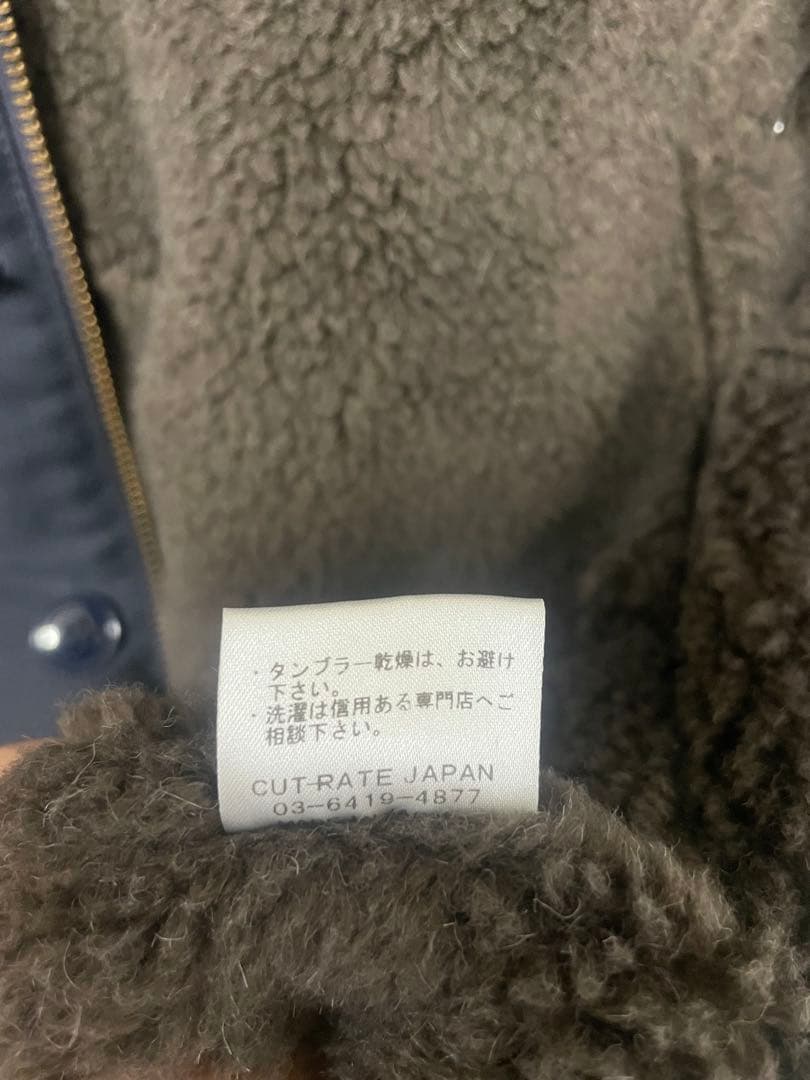 ・タンブラー乾燥は、お避け
下さい。
・洗濯は信用ある専門店へご
相談下さい。
CUT-RATE JAPAN
03-6419-4877